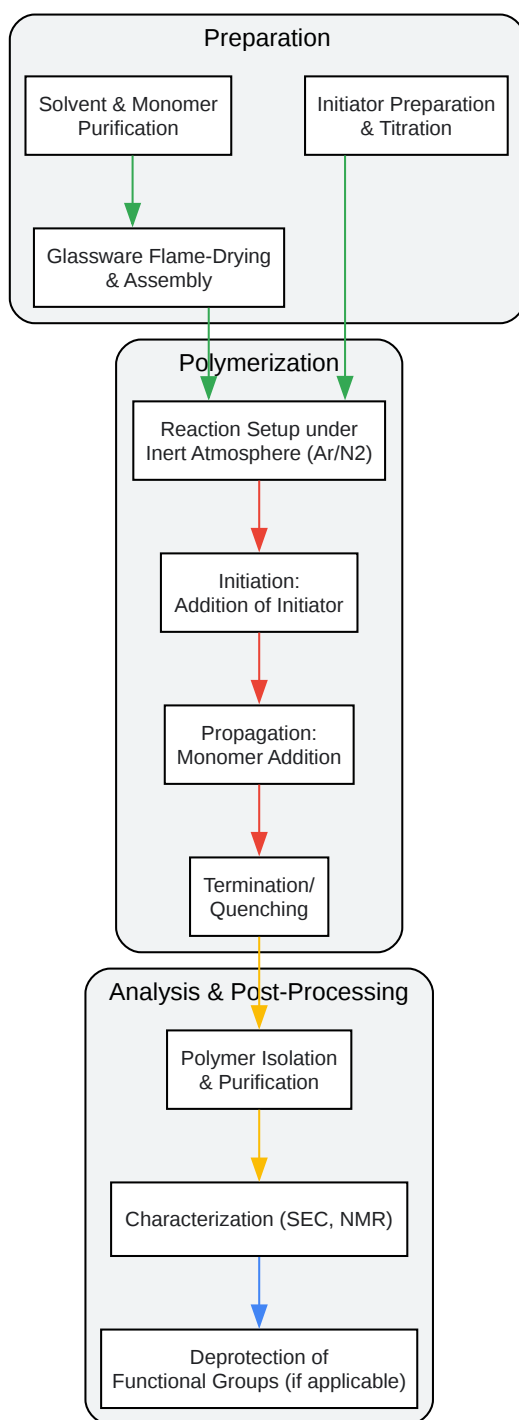 Preparation
Solvent & Monomer
Purification
Initiator Preparation
& Titration
Glassware Flame-Drying
& Assembly
Polymerization
Reaction Setup under
Inert Atmosphere (Ar/N2)
Initiation:
Addition of Initiator
Propagation:
Monomer Addition
Termination/
Quenching
Analysis & Post-Processing
Polymer Isolation
& Purification
Characterization (SEC, NMR)
Deprotection of
Functional Groups (if applicable)